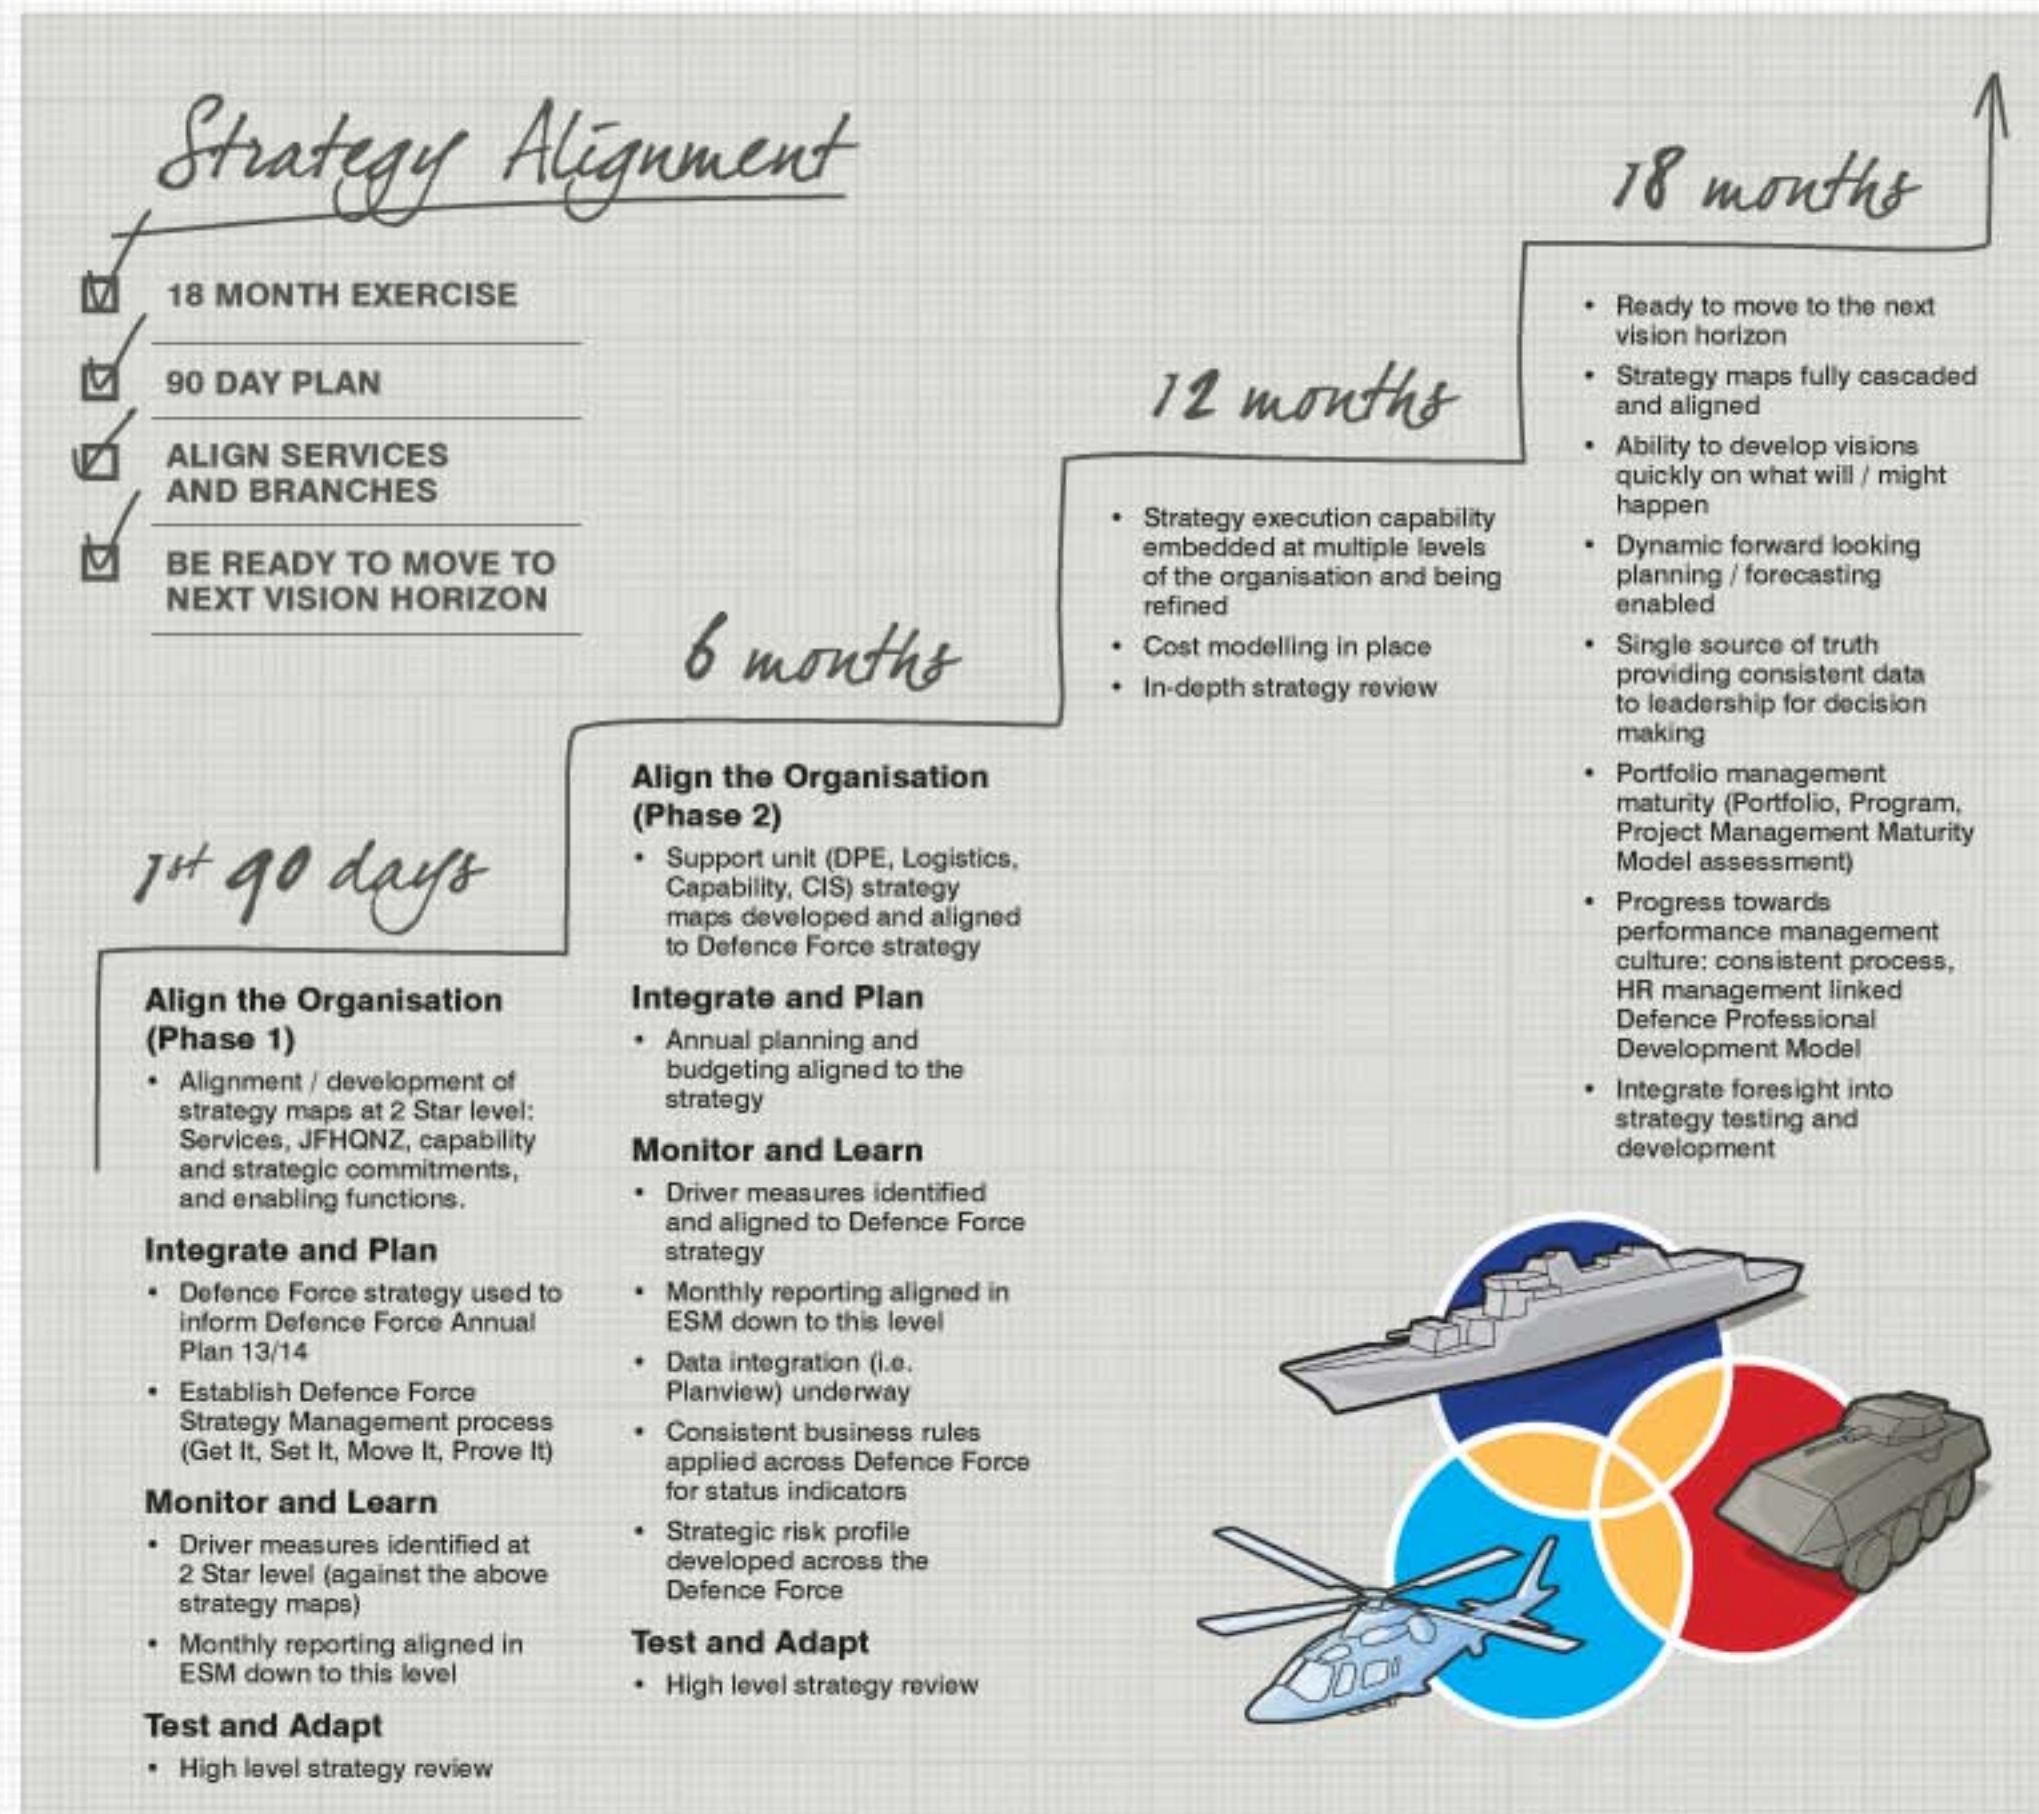 Strategy Alignment
18 MONTH EXERCISE
90 DAY PLAN
ALIGN SERVICES
AND BRANCHES
BE READY TO MOVE TO
NEXT VISION HORIZON
1st 90 days
Align the Organisation
(Phase 1)
• Alignment / development of
strategy maps at 2 Star level:
Services, JFHQNZ, capability
and strategic commitments,
and enabling functions.
Integrate and Plan
• Defence Force strategy used to
inform Defence Force Annual
Plan 13/14
• Establish Defence Force
Strategy Management process
(Get It, Set It, Move It, Prove It)
Monitor and Learn
• Driver measures identified at
2 Star level (against the above
strategy maps)
• Monthly reporting aligned in
ESM down to this level
Test and Adapt
• High level strategy review
6 months
Align the Organisation
(Phase 2)
• Support unit (DPE, Logistics,
Capability, CIS) strategy
maps developed and aligned
to Defence Force strategy
Integrate and Plan
• Annual planning and
budgeting aligned to the
strategy
Monitor and Learn
• Driver measures identified
and aligned to Defence Force
strategy
• Monthly reporting aligned in
ESM down to this level
• Data integration (i.e.
Planview) underway
• Consistent business rules
applied across Defence Force
for status indicators
• Strategic risk profile
developed across the
Defence Force
Test and Adapt
• High level strategy review
12 months
• Strategy execution capability
embedded at multiple levels
of the organisation and being
refined
• Cost modelling in place
• In-depth strategy review
18 months
• Ready to move to the next
vision horizon
• Strategy maps fully cascaded
and aligned
• Ability to develop visions
quickly on what will / might
happen
• Dynamic forward looking
planning / forecasting
enabled
• Single source of truth
providing consistent data
to leadership for decision
making
• Portfolio management
maturity (Portfolio, Program,
Project Management Maturity
Model assessment)
• Progress towards
performance management
culture: consistent process,
HR management linked
Defence Professional
Development Model
• Integrate foresight into
strategy testing and
development